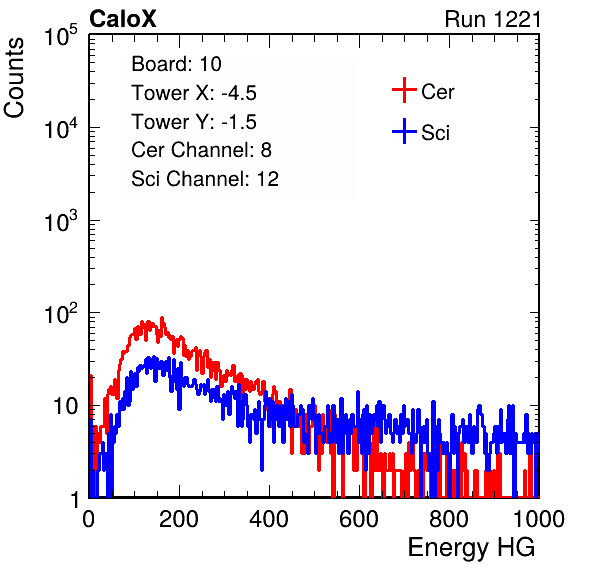 CaloX Run 1221
Counts
10^5
10^4
10^3
10^2
10
1
Board: 10
Tower X: -4.5
Tower Y: -1.5
Cer Channel: 8
Sci Channel: 12
Cer
Sci
0 200 400 600 800 1000
Energy HG